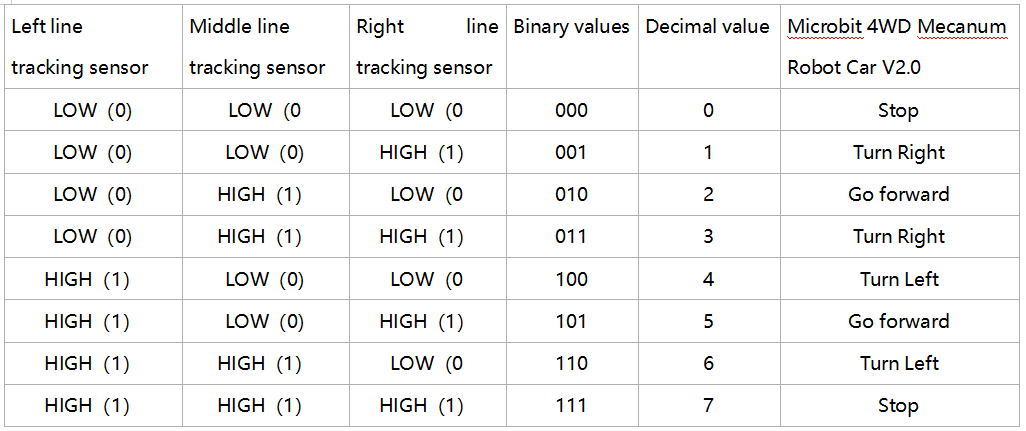 Left line tracking sensor | Middle line tracking sensor | Right line tracking sensor | Binary values | Decimal value | Microbit 4WD Mecanum Robot Car V2.0
LOW (0) | LOW (0 | LOW (0 | 000 | 0 | Stop
LOW (0) | LOW (0) | HIGH (1) | 001 | 1 | Turn Right
LOW (0) | HIGH (1) | LOW (0 | 010 | 2 | Go forward
LOW (0) | HIGH (1) | HIGH (1) | 011 | 3 | Turn Right
HIGH (1) | LOW (0) | LOW (0 | 100 | 4 | Turn Left
HIGH (1) | LOW (0) | HIGH (1) | 101 | 5 | Go forward
HIGH (1) | HIGH (1) | LOW (0 | 110 | 6 | Turn Left
HIGH (1) | HIGH (1) | HIGH (1) | 111 | 7 | Stop